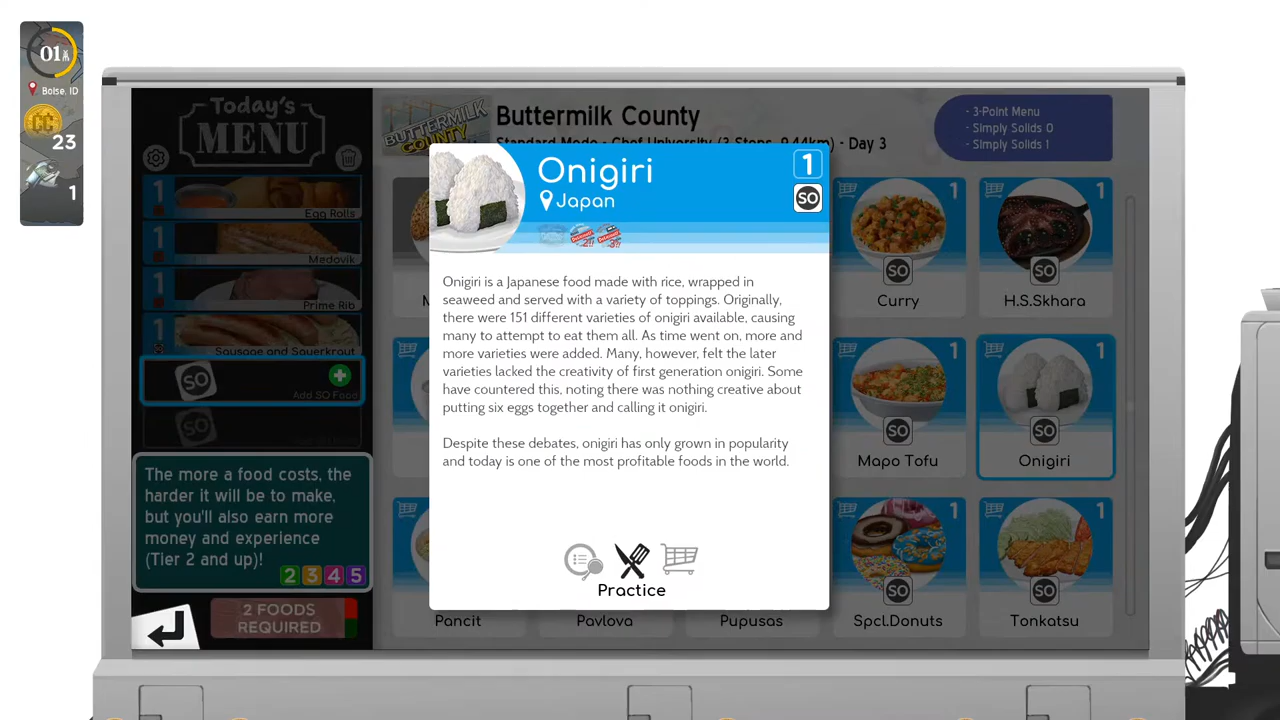 01
Boise, ID
CC
23
1
Today's
MENU
1 Egg Rolls
1 Medovik
1 Prime Rib
1 Sausage and Sauerkraut
SO
Add SO Food
SO
The more a food costs, the
harder it will be to make,
but you'll also earn more
money and experience
(Tier 2 and up)!
2 3 4 5
2 FOODS
REQUIRED
BUTTERMILK
COUNTY
Buttermilk County
Standard Mode - Chef University (3 Stops, 9.44km) - Day 3
- 3-Point Menu
- Simply Solids 0
- Simply Solids 1
Onigiri
Japan
1
SO
Onigiri is a Japanese food made with rice, wrapped in
seaweed and served with a variety of toppings. Originally,
there were 151 different varieties of onigiri available, causing
many to attempt to eat them all. As time went on, more and
more varieties were added. Many, however, felt the later
varieties lacked the creativity of first generation onigiri. Some
have countered this, noting there was nothing creative about
putting six eggs together and calling it onigiri.
Despite these debates, onigiri has only grown in popularity
and today is one of the most profitable foods in the world.
Practice
1
SO
Curry
1
SO
H.S.Skhara
1
SO
Mapo Tofu
1
SO
Onigiri
Pancit
Pavlova
Pupusas
1
SO
Spcl.Donuts
1
SO
Tonkatsu